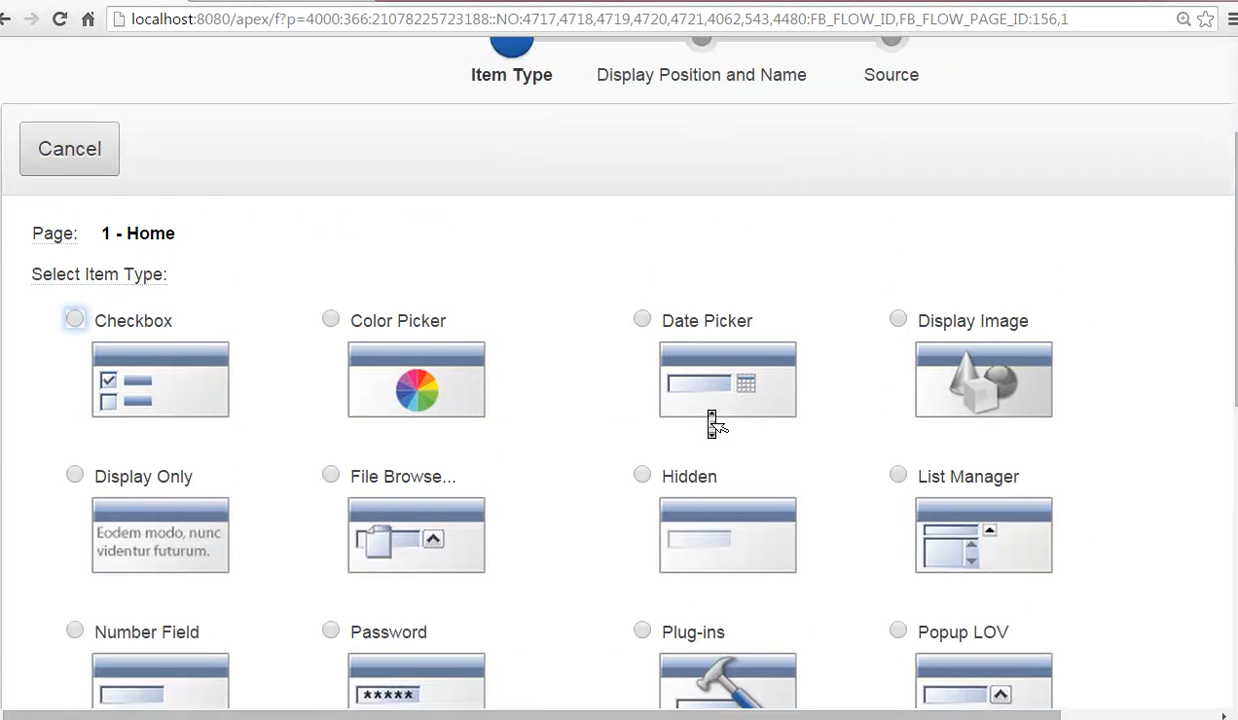 localhost:8080/apex/f?p=4000:366:21078225723188::NO:4717,4718,4719,4720,4721,4062,543,4480:FB_FLOW_ID,FB_FLOW_PAGE_ID:156,1
Item Type Display Position and Name Source
Cancel
Page: 1 - Home
Select Item Type:
Checkbox Color Picker Date Picker Display Image
Display Only File Browse... Hidden List Manager
Eodem modo, nunc
videntur futurum.
Number Field Password Plug-ins Popup LOV
*****